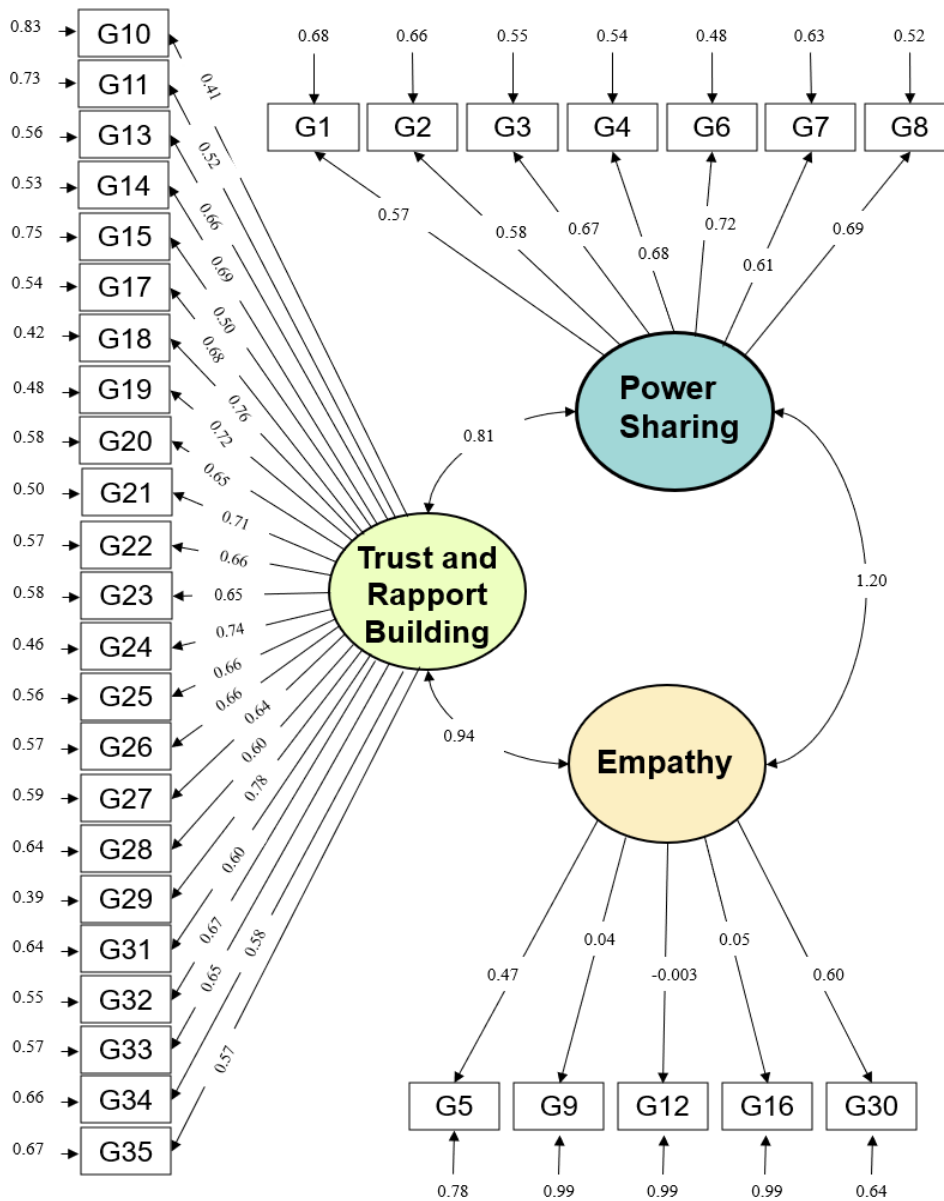 0.83 G10 0.41
0.73 G11 0.52
0.56 G13 0.66
0.53 G14 0.69
0.75 G15 0.50
0.54 G17 0.68
0.42 G18 0.76
0.48 G19 0.72
0.58 G20 0.65
0.50 G21 0.71
0.57 G22 0.66
0.58 G23 0.65
0.46 G24 0.74
0.56 G25 0.66
0.57 G26 0.66
0.59 G27 0.64
0.64 G28 0.60
0.39 G29 0.78
0.64 G31 0.60
0.55 G32 0.67
0.57 G33 0.65
0.66 G34 0.58
0.67 G35 0.57
0.68 0.66 0.55 0.54 0.48 0.63 0.52
G1 G2 G3 G4 G6 G7 G8
0.57 0.58 0.67 0.68 0.72 0.61 0.69
Power
Sharing
0.81
Trust and
Rapport
Building
1.20
0.94
Empathy
0.47 0.04 -0.003 0.05 0.60
G5 G9 G12 G16 G30
0.78 0.99 0.99 0.99 0.64